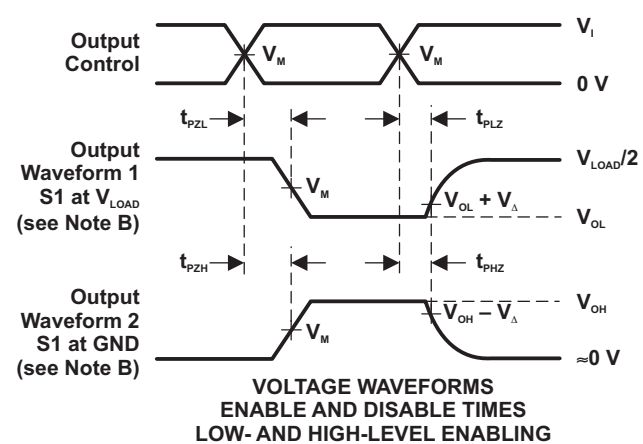 Output
Control
V_M
V_M
V_I
0 V
t_PZL
t_PLZ
Output
Waveform 1
S1 at V_LOAD
(see Note B)
V_M
V_OL + V_Δ
V_LOAD/2
V_OL
t_PZH
t_PHZ
Output
Waveform 2
S1 at GND
(see Note B)
V_M
V_OH − V_Δ
V_OH
≈0 V
VOLTAGE WAVEFORMS
ENABLE AND DISABLE TIMES
LOW- AND HIGH-LEVEL ENABLING